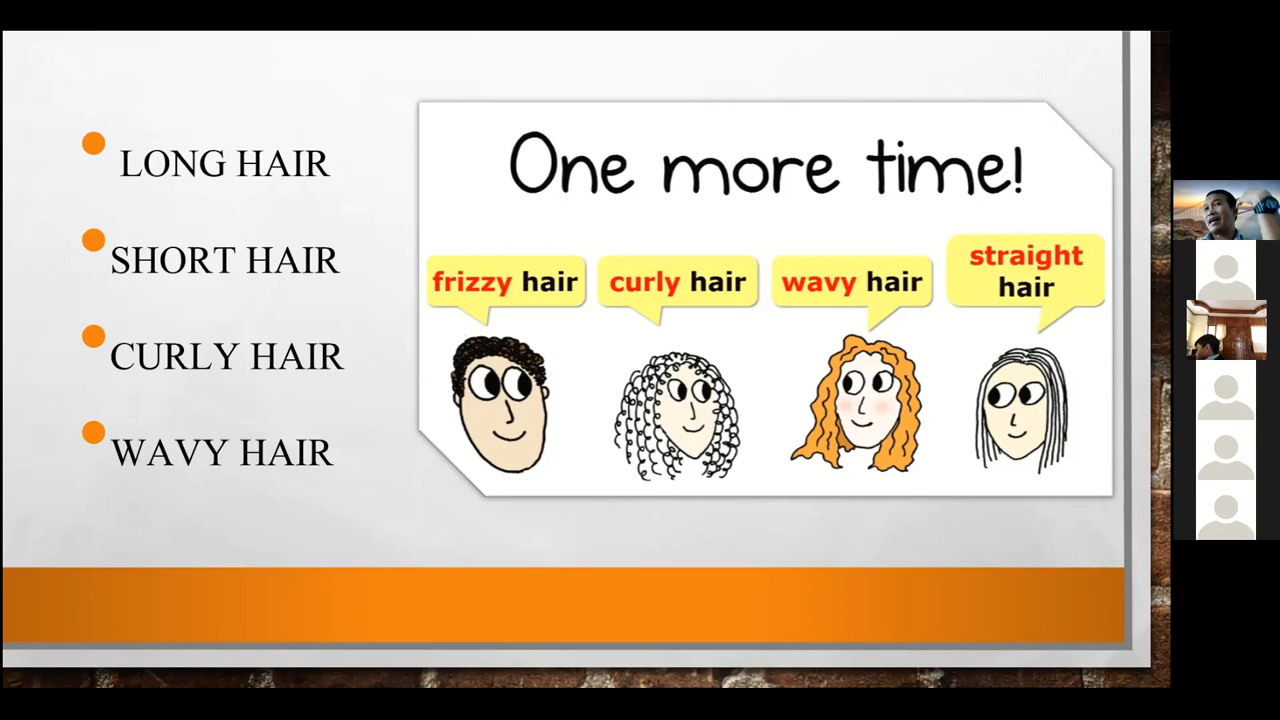 LONG HAIR
SHORT HAIR
CURLY HAIR
WAVY HAIR
One more time!
frizzy hair
curly hair
wavy hair
straight
hair